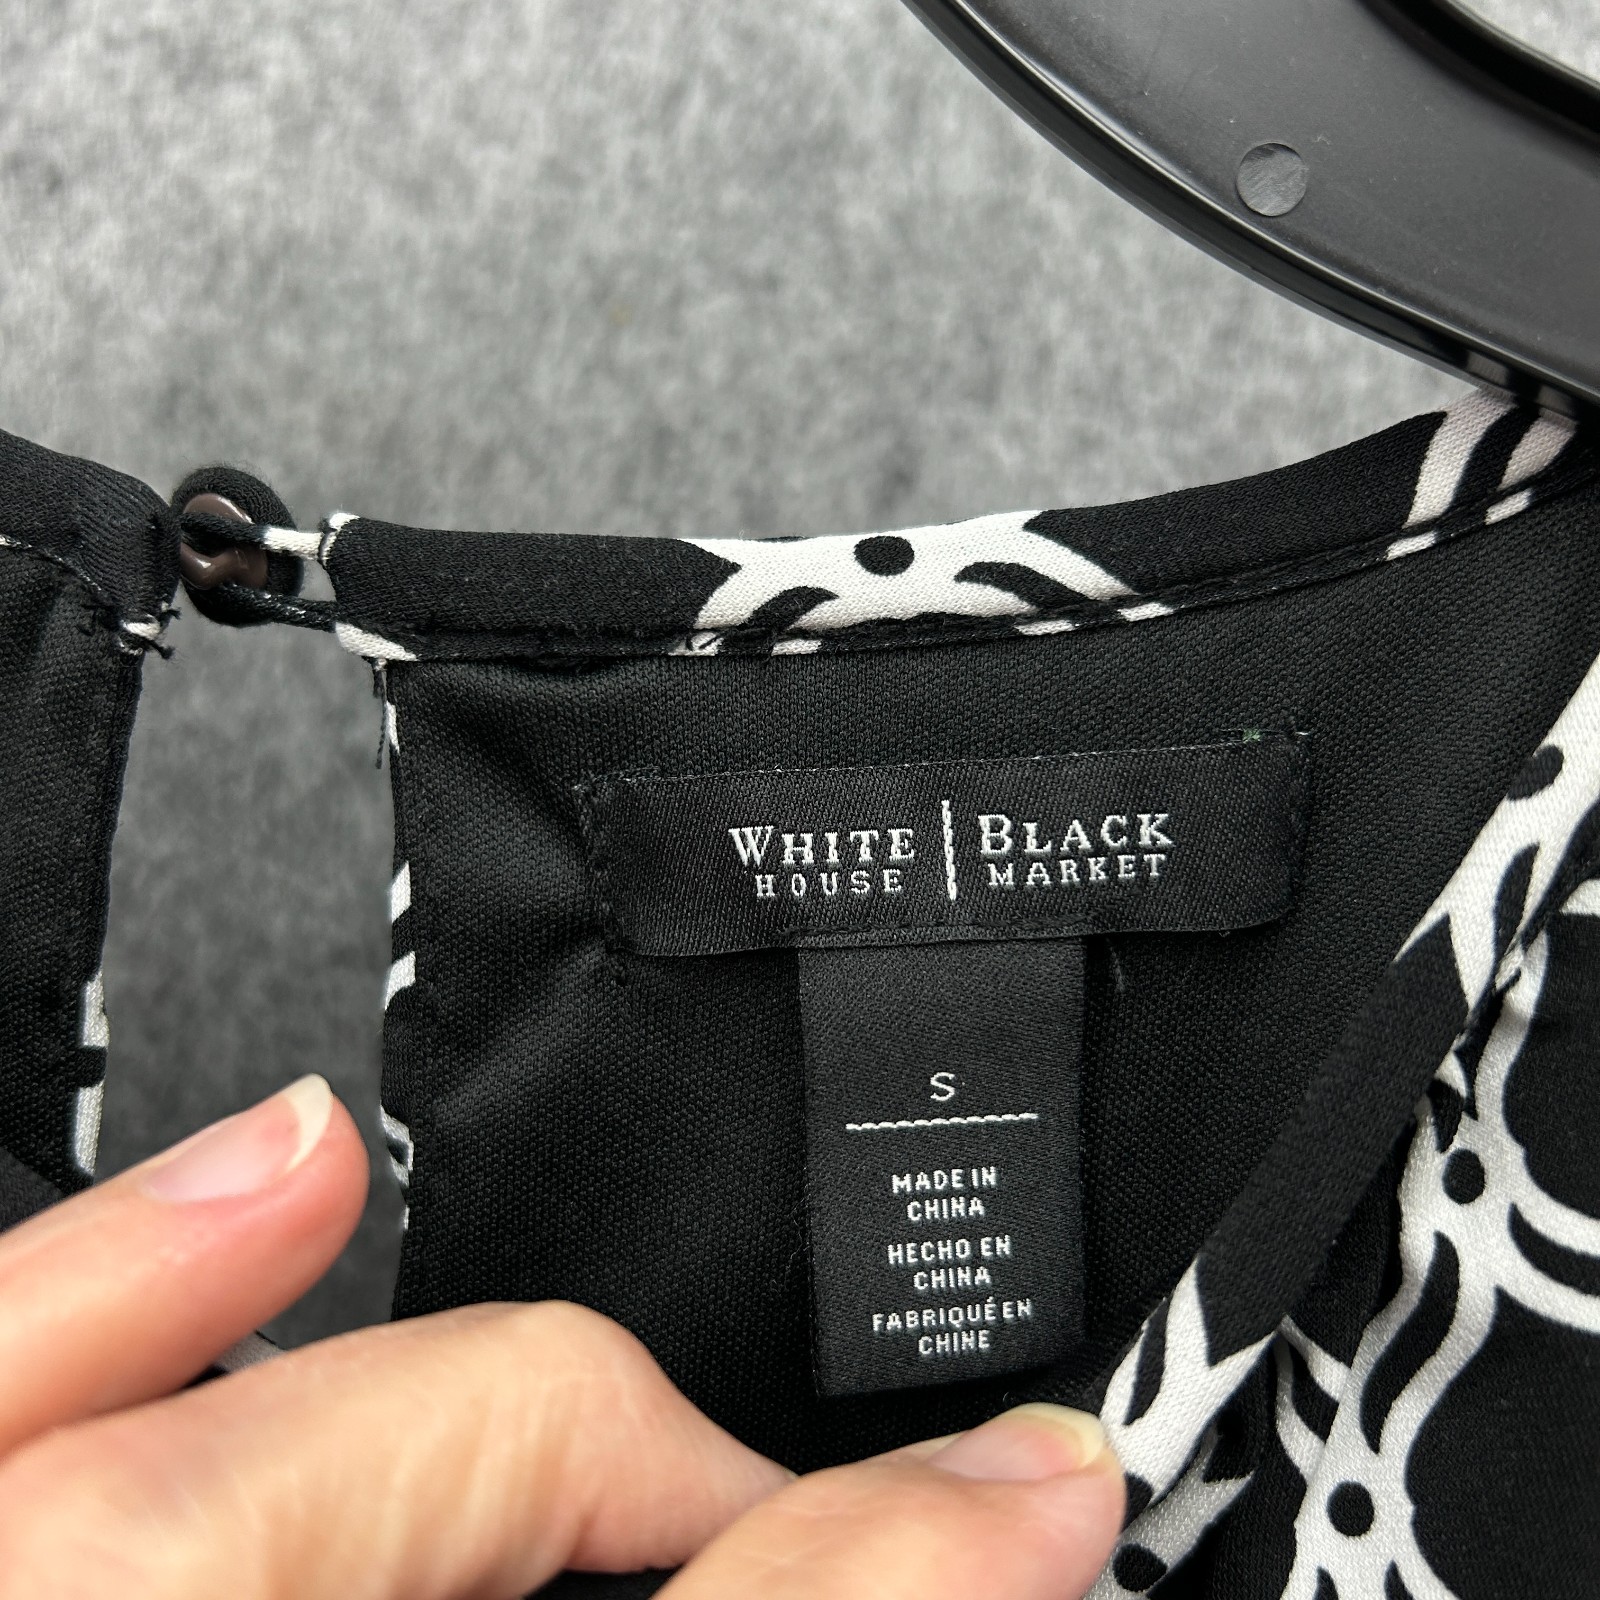 WHITE | BLACK
HOUSE | MARKET
S
MADE IN
CHINA
HECHO EN
CHINA
FABRIQUÉ EN
CHINE